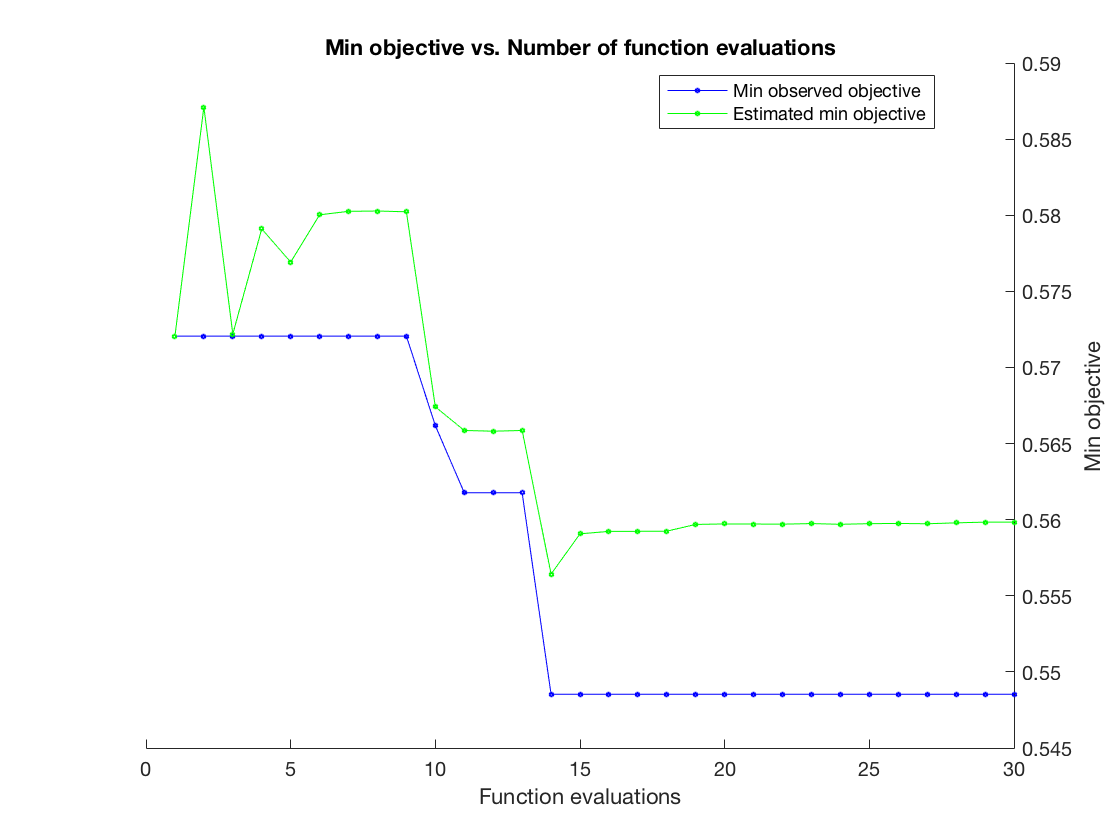 Min objective vs. Number of function evaluations
Min observed objective
Estimated min objective
0.59
0.585
0.58
0.575
0.57
0.565
0.56
0.555
0.55
0.545
Min objective
0 5 10 15 20 25 30
Function evaluations